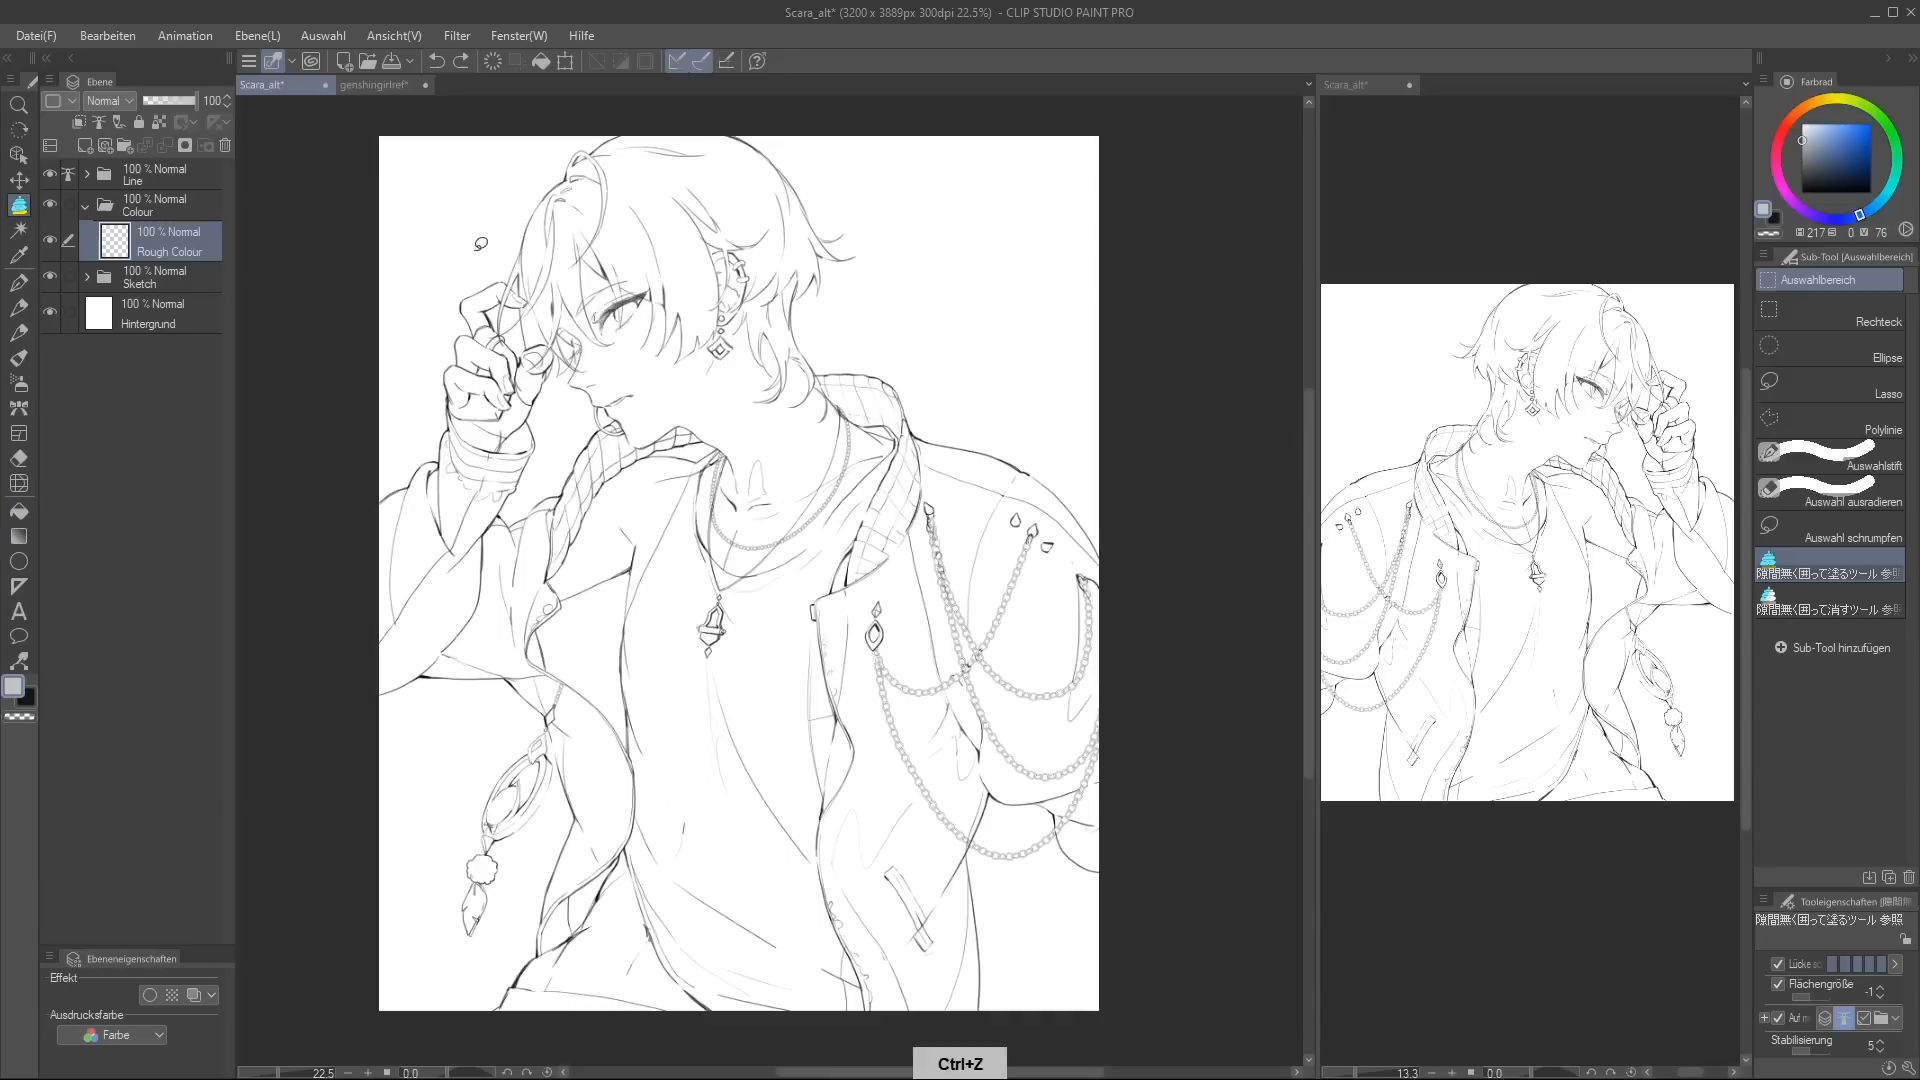 Scara_alt* (3200 x 3889px 300dpi 22.5%) - CLIP STUDIO PAINT PRO
Datei(F) Bearbeiten Animation Ebene(L) Auswahl Ansicht(V) Filter Fenster(W) Hilfe
Ebene
Normal 100
100 % Normal
Line
100 % Normal
Colour
100 % Normal
Rough Colour
100 % Normal
Sketch
100 % Normal
Hintergrund
A
Ebeneneigenschaften
Effekt
Ausdrucksfarbe
Farbe
Scara_alt* genshingirlref*
22.5 0.0
Ctrl+Z
Scara_alt*
13.3 0.0
Farbrad
217 0 76
Sub-Tool [Auswahlbereich]
Auswahlbereich
Rechteck
Ellipse
Lasso
Polylinie
Auswahlstift
Auswahl ausradieren
Auswahl schrumpfen
隙間無く囲って塗るツール 参照
隙間無く囲って消すツール 参照
Sub-Tool hinzufügen
Tooleigenschaften [隙間無
隙間無く囲って塗るツール 参照
Lücke sc
Flächengröße -1
Auf m
Stabilisierung 5